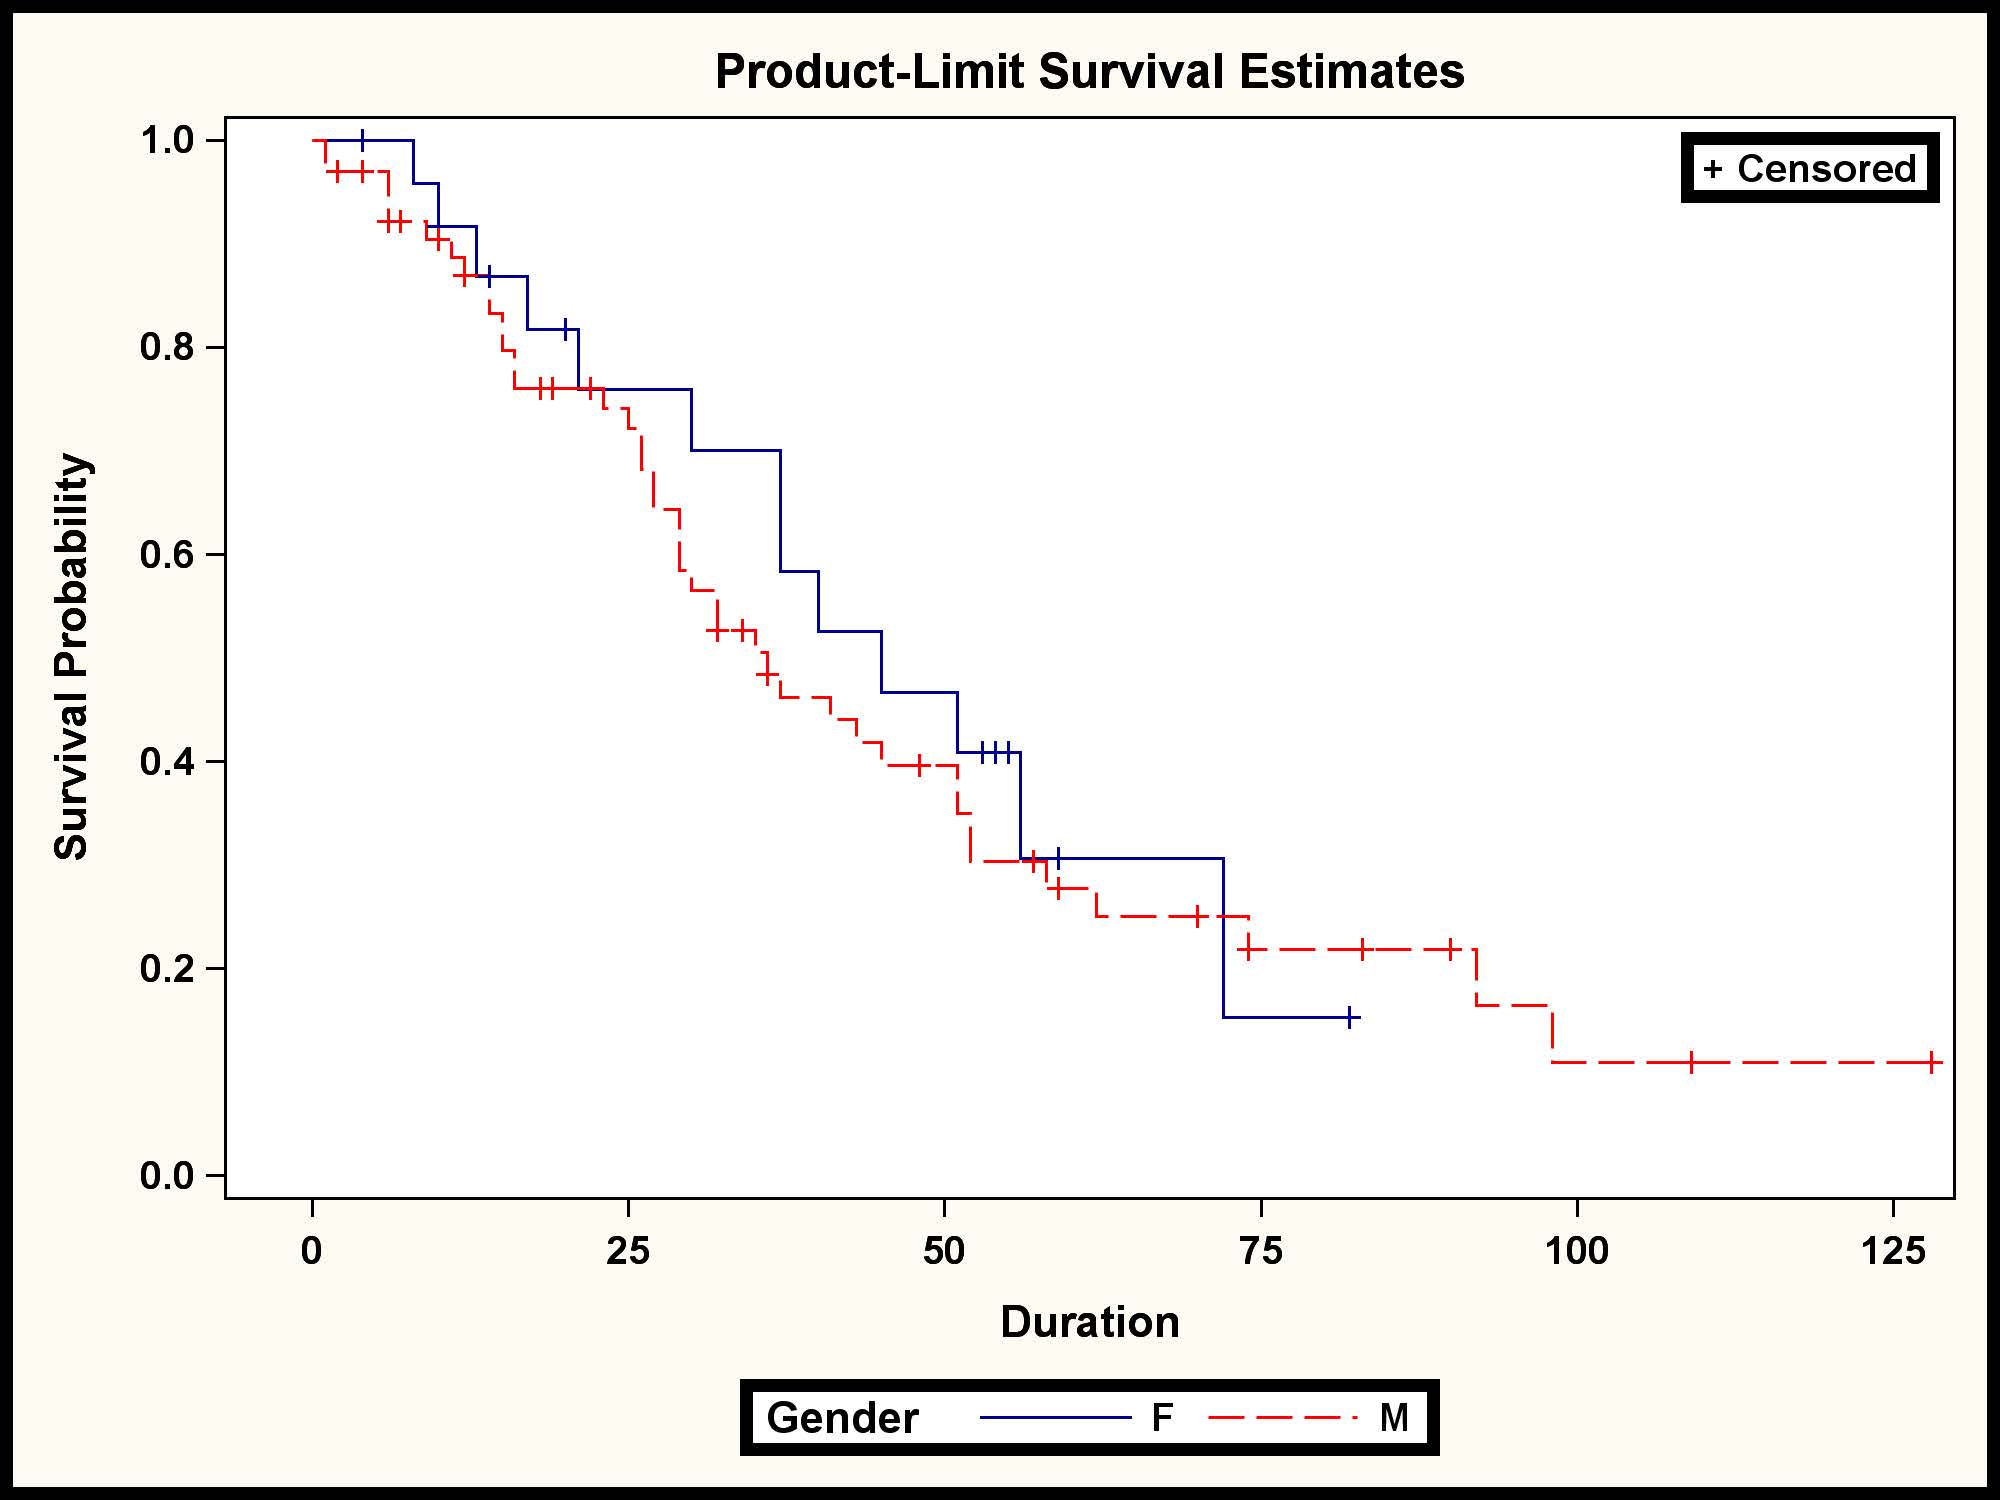 Product-Limit Survival Estimates
+ Censored
Survival Probability
1.0
0.8
0.6
0.4
0.2
0.0
0 25 50 75 100 125
Duration
Gender F M